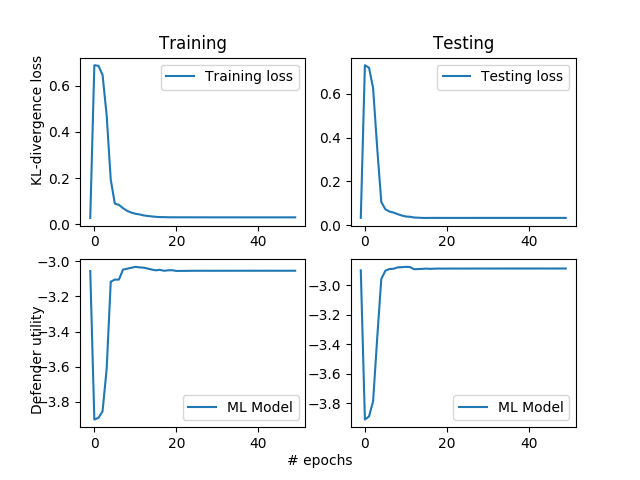 Training
Testing
KL-divergence loss
0.6
0.4
0.2
0.0
Training loss
0 20 40
0.6
0.4
0.2
0.0
Testing loss
0 20 40
Defender utility
−3.0
−3.2
−3.4
−3.6
−3.8
ML Model
0 20 40
−3.0
−3.2
−3.4
−3.6
−3.8
ML Model
0 20 40
# epochs